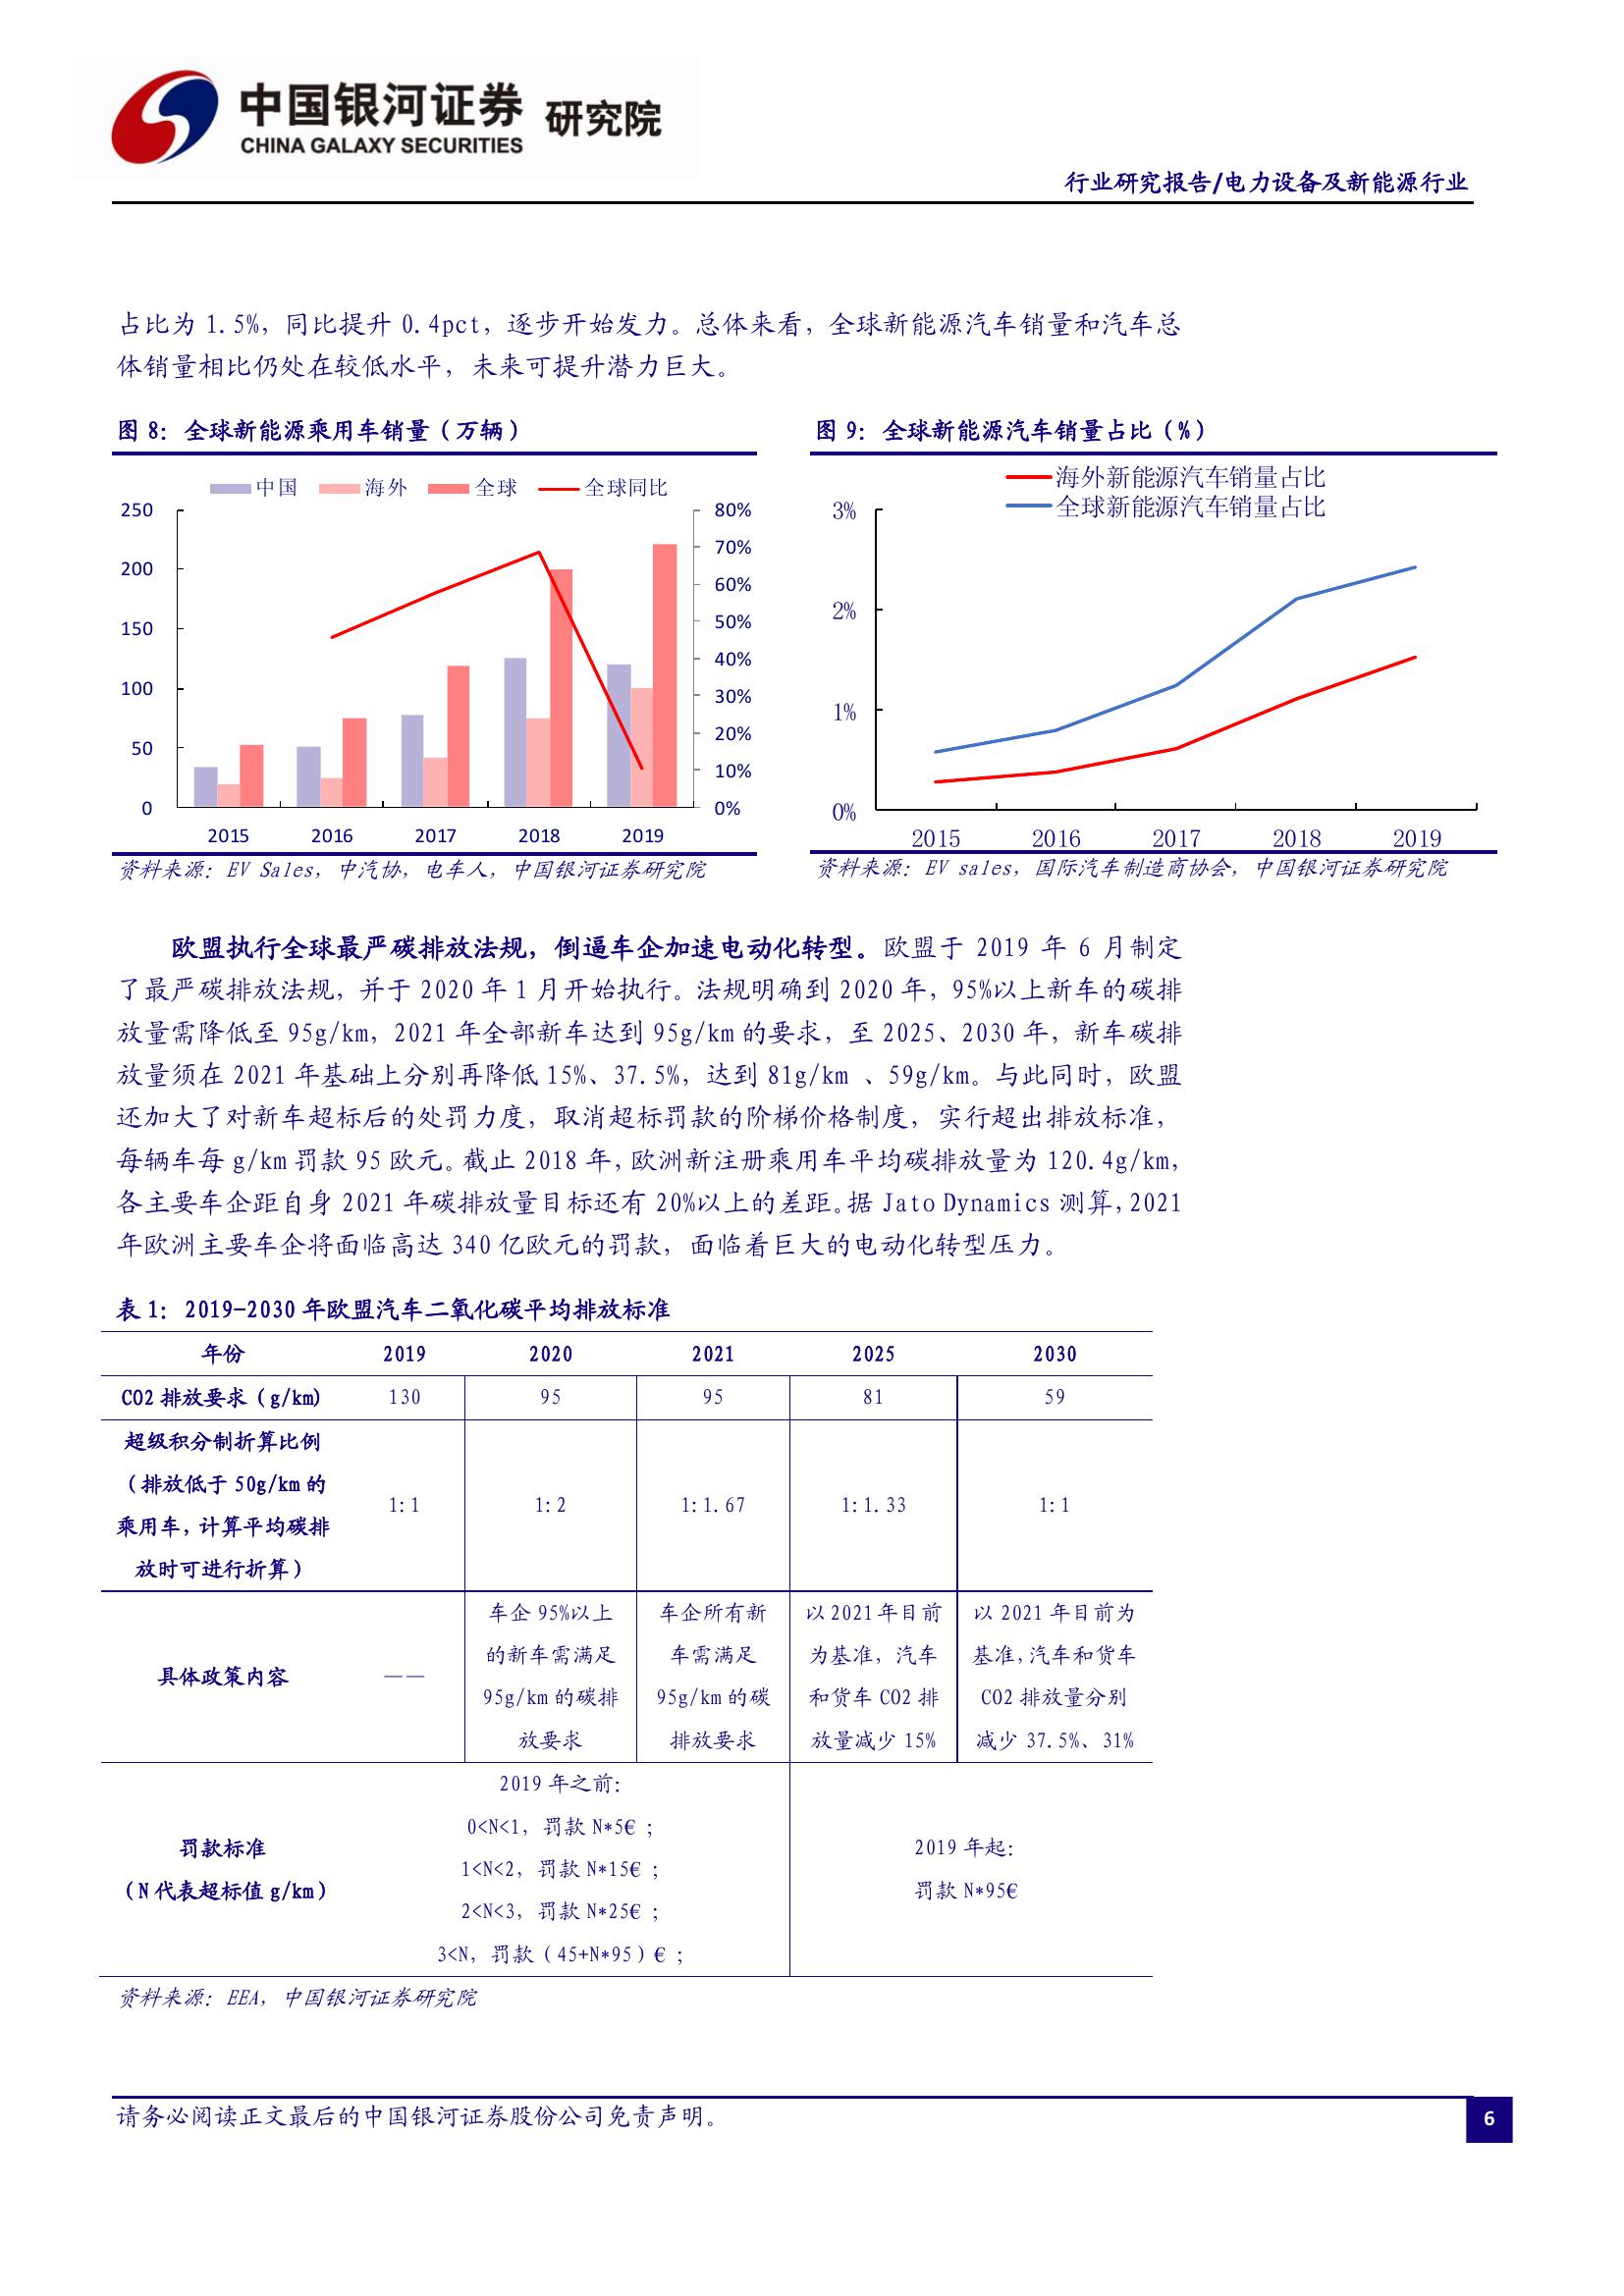 中国银河证券 研究院
CHINA GALAXY SECURITIES
行业研究报告/电力设备及新能源行业
占比为 1.5%，同比提升 0.4pct，逐步开始发力。总体来看，全球新能源汽车销量和汽车总
体销量相比仍处在较低水平，未来可提升潜力巨大。
图 8：全球新能源乘用车销量（万辆）
中国 海外 全球 全球同比
250
200
150
100
50
0
80%
70%
60%
50%
40%
30%
20%
10%
0%
2015 2016 2017 2018 2019
资料来源：EV Sales，中汽协，电车人，中国银河证券研究院
图 9：全球新能源汽车销量占比（%）
海外新能源汽车销量占比
全球新能源汽车销量占比
3%
2%
1%
0%
2015 2016 2017 2018 2019
资料来源：EV sales，国际汽车制造商协会，中国银河证券研究院
欧盟执行全球最严碳排放法规，倒逼车企加速电动化转型。欧盟于 2019 年 6 月制定
了最严碳排放法规，并于 2020 年 1 月开始执行。法规明确到 2020 年，95%以上新车的碳排
放量需降低至 95g/km，2021 年全部新车达到 95g/km 的要求，至 2025、2030 年，新车碳排
放量须在 2021 年基础上分别再降低 15%、37.5%，达到 81g/km 、59g/km。与此同时，欧盟
还加大了对新车超标后的处罚力度，取消超标罚款的阶梯价格制度，实行超出排放标准，
每辆车每 g/km 罚款 95 欧元。截止 2018 年，欧洲新注册乘用车平均碳排放量为 120.4g/km，
各主要车企距自身 2021 年碳排放量目标还有 20%以上的差距。据 Jato Dynamics 测算，2021
年欧洲主要车企将面临高达 340 亿欧元的罚款，面临着巨大的电动化转型压力。
表 1：2019-2030 年欧盟汽车二氧化碳平均排放标准
年份 2019 2020 2021 2025 2030
CO2 排放要求（g/km) 130 95 95 81 59
超级积分制折算比例
（排放低于 50g/km 的
乘用车，计算平均碳排
放时可进行折算）
1:1 1:2 1:1.67 1:1.33 1:1
具体政策内容
——
车企 95%以上
的新车需满足
95g/km 的碳排
放要求
车企所有新
车需满足
95g/km 的碳
排放要求
以 2021 年目前
为基准，汽车
和货车 CO2 排
放量减少 15%
以 2021 年目前为
基准，汽车和货车
CO2 排放量分别
减少 37.5%、31%
罚款标准
（N 代表超标值 g/km）
2019 年之前：
0<N<1，罚款 N*5€；
1<N<2，罚款 N*15€；
2<N<3，罚款 N*25€；
3<N，罚款（45+N*95）€；
2019 年起：
罚款 N*95€
资料来源：EEA，中国银河证券研究院
请务必阅读正文最后的中国银河证券股份公司免责声明。
6